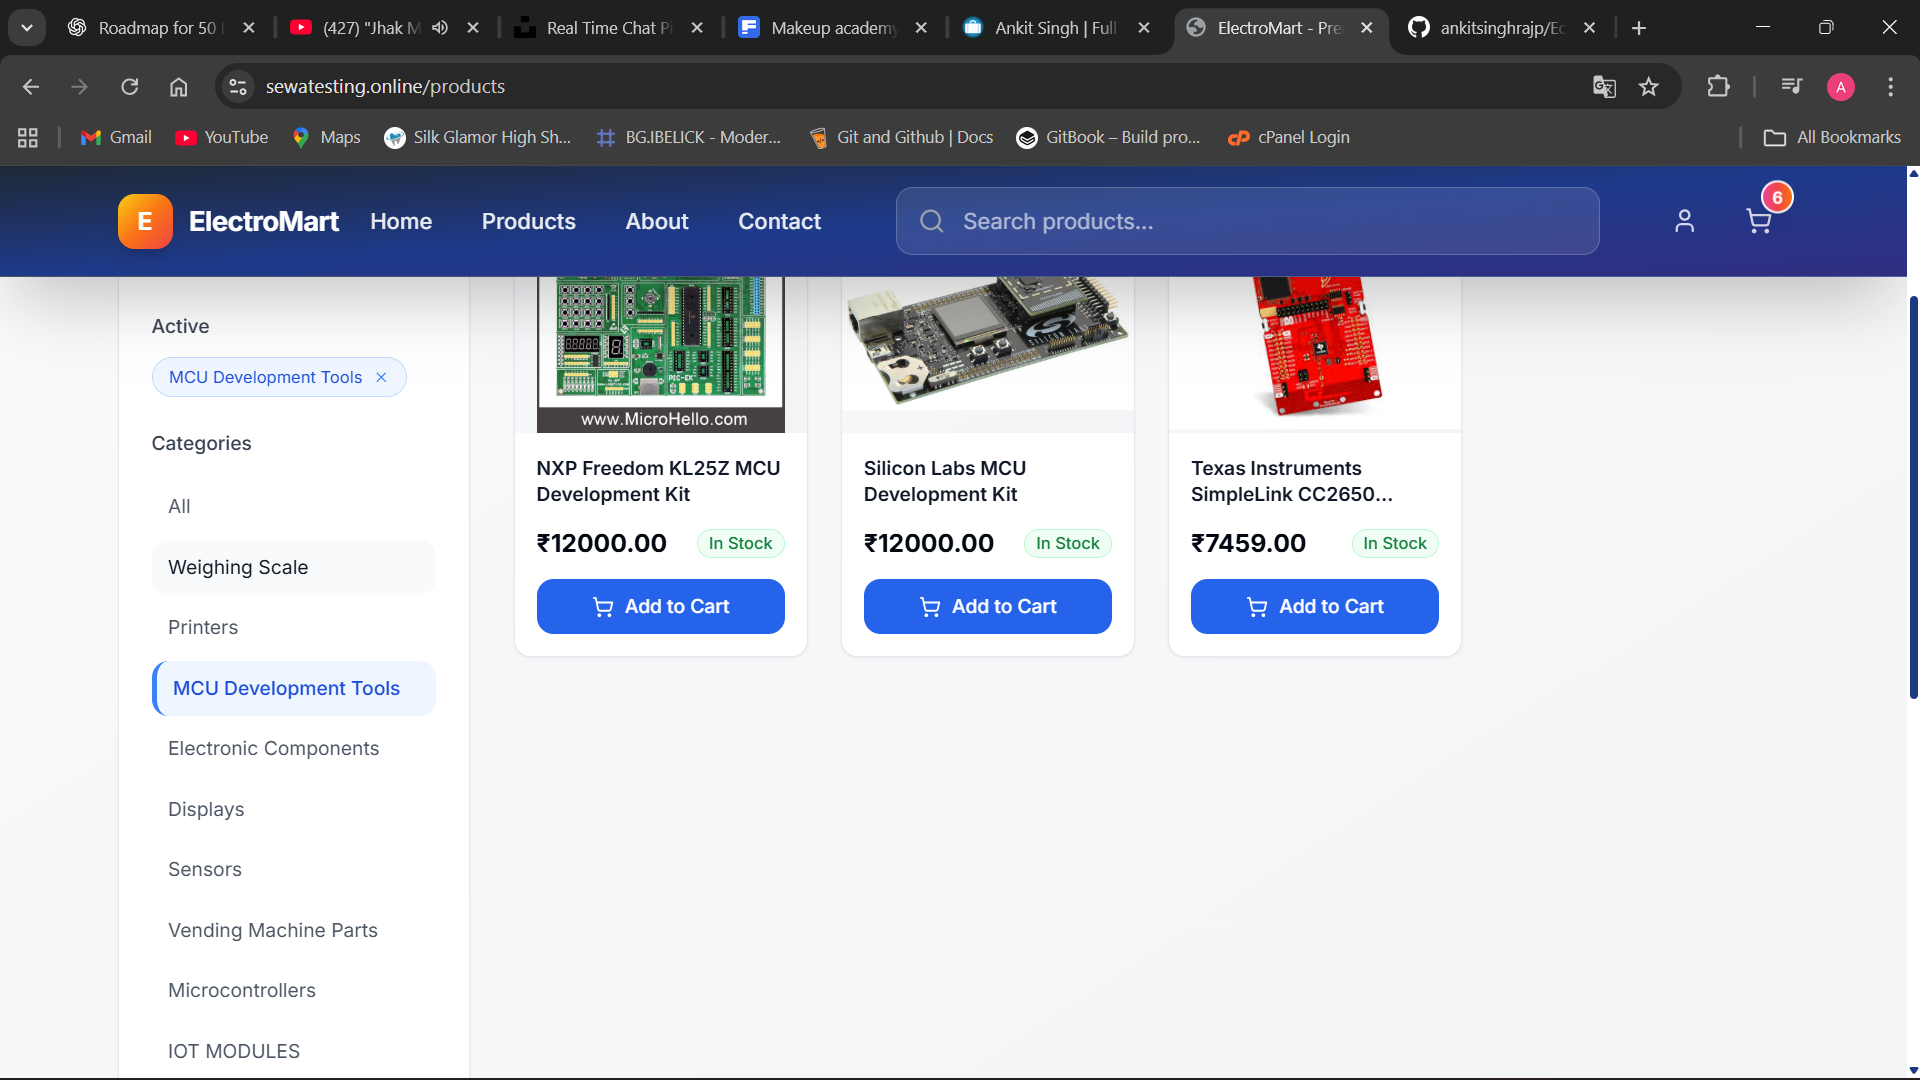 Roadmap for 50
(427) "Jhak M
Real Time Chat Pi
Makeup academy
Ankit Singh | Full
ElectroMart - Pre
ankitsinghrajp/Ec
sewatesting.online/products
A
Gmail
YouTube
Maps
Silk Glamor High Sh...
BG.IBELICK - Moder...
Git and Github | Docs
GitBook – Build pro...
cPanel Login
All Bookmarks
E
ElectroMart
Home
Products
About
Contact
Search products...
6
Active
MCU Development Tools
Categories
All
Weighing Scale
Printers
MCU Development Tools
Electronic Components
Displays
Sensors
Vending Machine Parts
Microcontrollers
IOT MODULES
PIC-EX
www.MicroHello.com
NXP Freedom KL25Z MCU
Development Kit
₹12000.00
In Stock
Add to Cart
Silicon Labs MCU
Development Kit
₹12000.00
In Stock
Add to Cart
Texas Instruments
SimpleLink CC2650...
₹7459.00
In Stock
Add to Cart